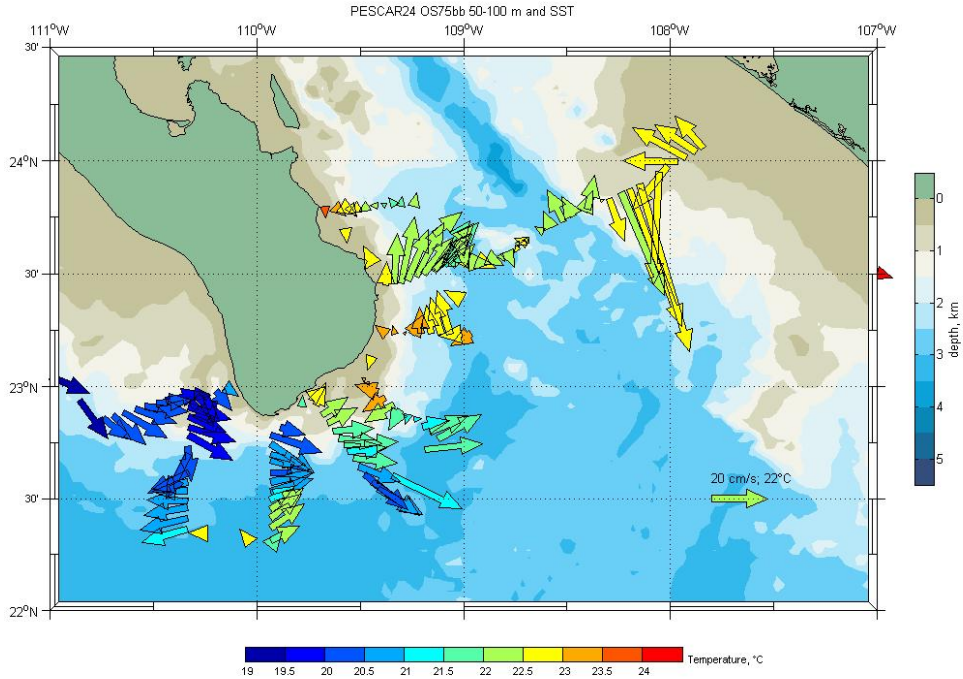 PESCAR24 OS75bb 50-100 m and SST
111°W 110°W 109°W 108°W 107°W
30'
24°N
30'
23°N
30'
22°N
20 cm/s; 22°C
0
1
2
3
4
5
depth, km
19 19.5 20 20.5 21 21.5 22 22.5 23 23.5 24
Temperature, °C